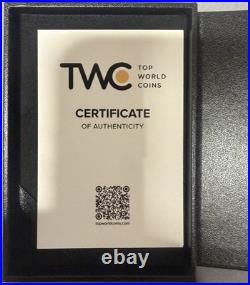 TWC TOP
WORLD
COINS
CERTIFICATE
OF AUTHENTICITY
topworldcoins.com